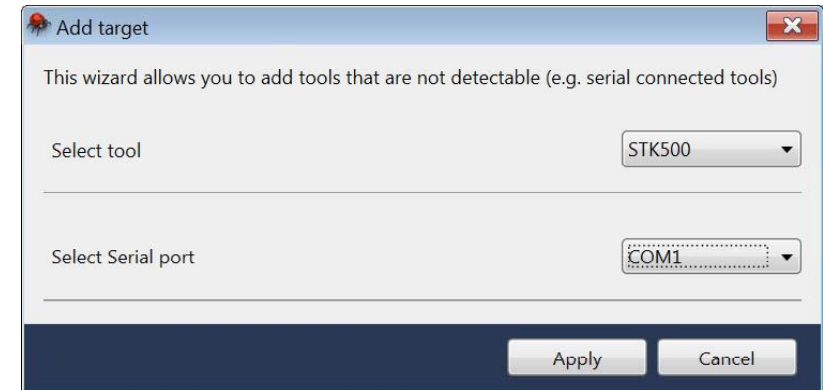 Add target
This wizard allows you to add tools that are not detectable (e.g. serial connected tools)
Select tool
STK500
Select Serial port
COM1
Apply
Cancel